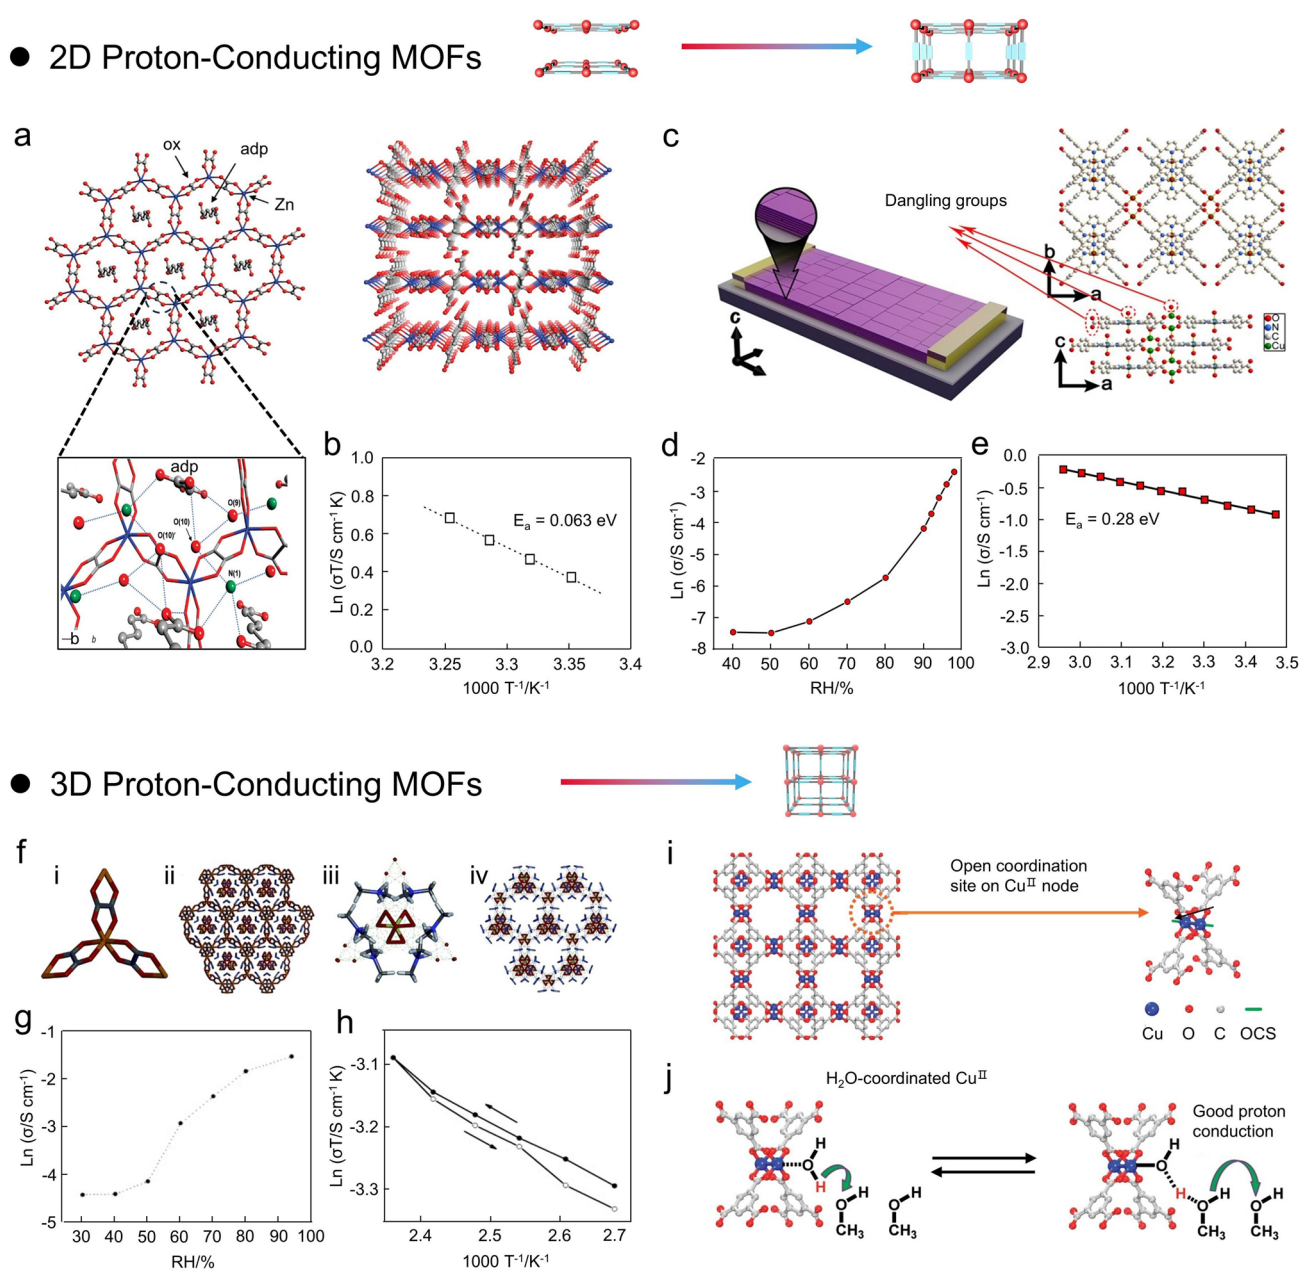 ● 2D Proton-Conducting MOFs
a
ox
adp
Zn
adp
O(9)
O(10)
O(10)'
N(1)
b
b
b
Ln (σT/S cm⁻¹ K)
1.0
0.8
0.6
0.4
0.2
0.0
Eₐ = 0.063 eV
3.2 3.25 3.3 3.35 3.4
1000 T⁻¹/K⁻¹
c
Dangling groups
c
b
a
c
a
O
N
C
Cu
d
Ln (σ/S cm⁻¹)
-2
-3
-4
-5
-6
-7
-8
40 50 60 70 80 90 100
RH/%
e
Ln (σ/S cm⁻¹)
0.0
-0.5
-1.0
-1.5
-2.0
-2.5
-3.0
Eₐ = 0.28 eV
2.9 3.0 3.1 3.2 3.3 3.4 3.5
1000 T⁻¹/K⁻¹
● 3D Proton-Conducting MOFs
f
i
ii
iii
iv
g
Ln (σ/S cm⁻¹)
-1
-2
-3
-4
-5
30 40 50 60 70 80 90 100
RH/%
h
Ln (σT/S cm⁻¹ K)
-3.1
-3.2
-3.3
2.4 2.5 2.6 2.7
1000 T⁻¹/K⁻¹
i
Open coordination
site on Cuᴵᴵ node
Cu O C OCS
j
H₂O-coordinated Cuᴵᴵ
H
O
H
O H
CH₃
O H
CH₃
Good proton
conduction
H
O
H
O H
CH₃
O H
CH₃